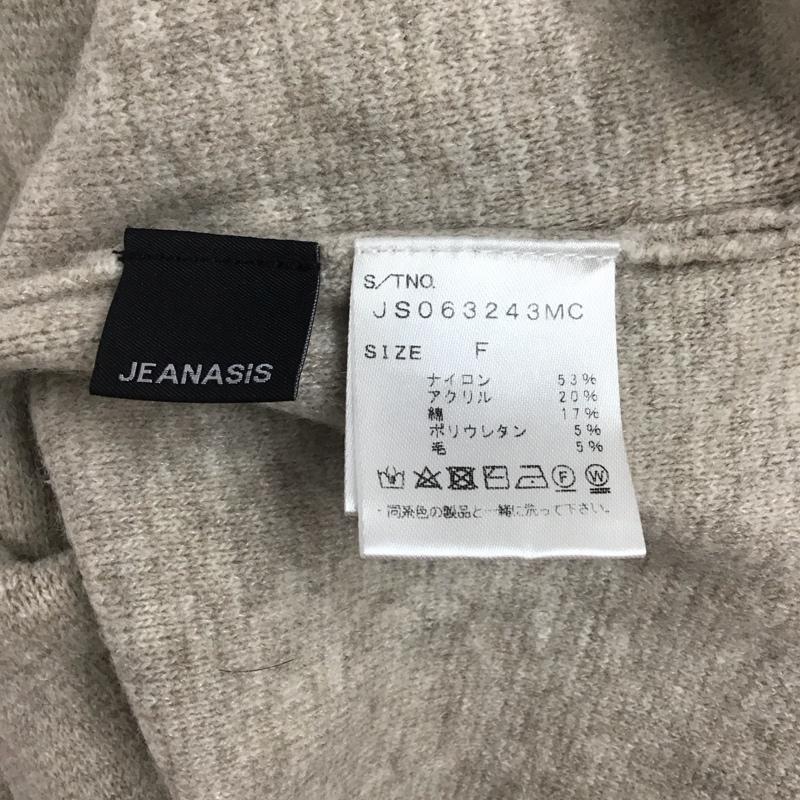 JEANASiS
S/TNO.
JS063243MC
SIZE F
ナイロン 53%
アクリル 20%
綿 17%
ポリウレタン 5%
毛 5%
F W
・同系色の製品と一緒に洗って下さい。